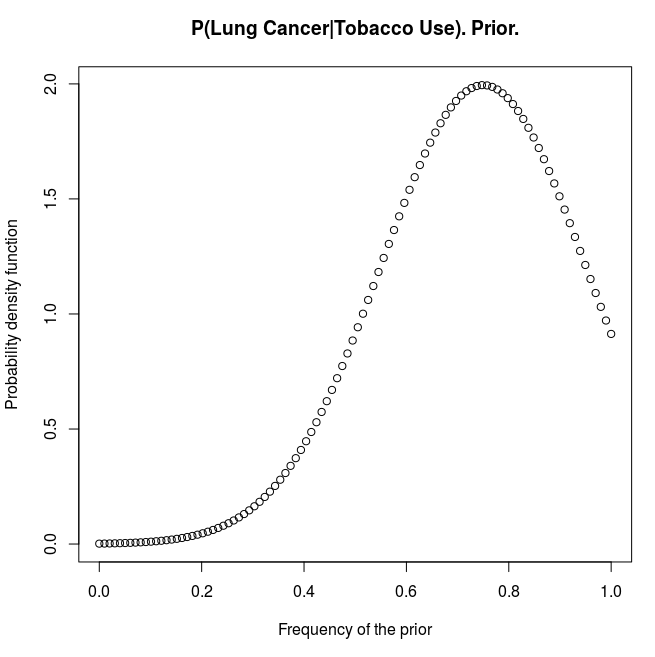 P(Lung Cancer|Tobacco Use). Prior.
2.0
1.5
1.0
0.5
0.0
Probability density function
0.0 0.2 0.4 0.6 0.8 1.0
Frequency of the prior